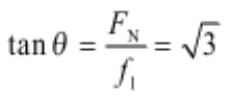 tan θ = F_N / f_1 = √3